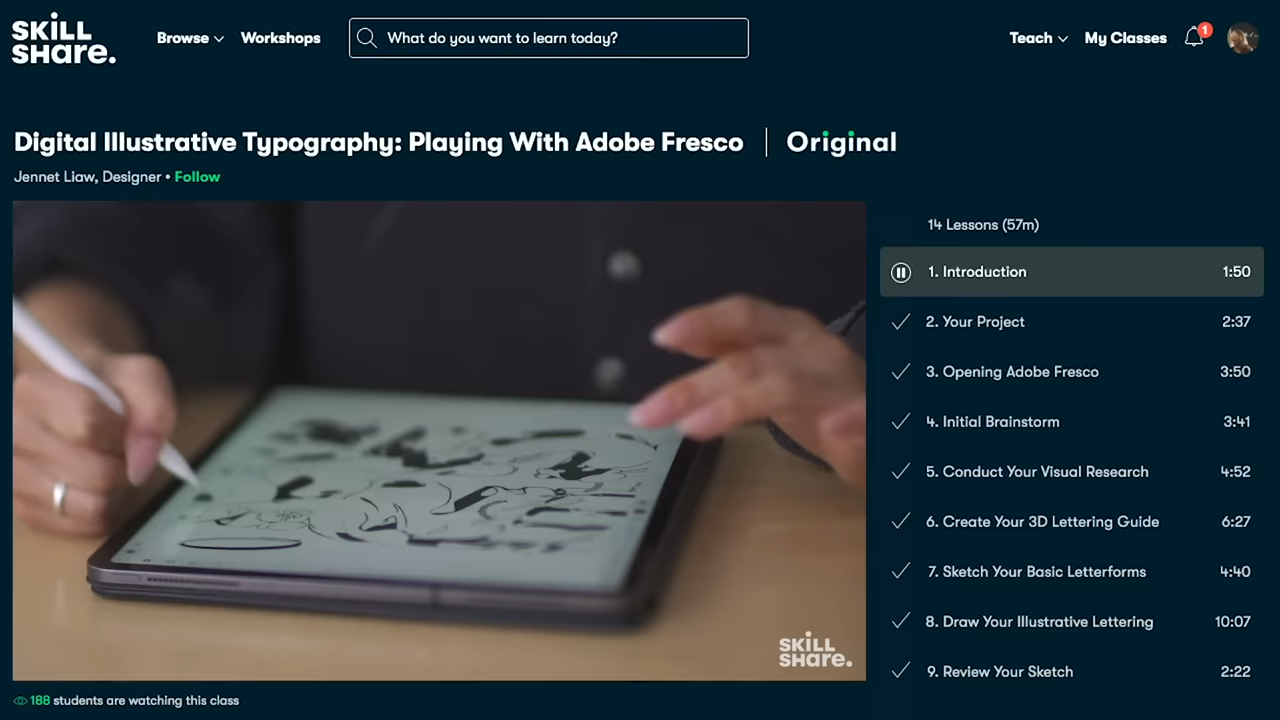 SKILL
SHare.
Browse
Workshops
What do you want to learn today?
Teach
My Classes
1
Digital Illustrative Typography: Playing With Adobe Fresco | Original
Jennet Liaw, Designer • Follow
14 Lessons (57m)
1. Introduction 1:50
2. Your Project 2:37
3. Opening Adobe Fresco 3:50
4. Initial Brainstorm 3:41
5. Conduct Your Visual Research 4:52
6. Create Your 3D Lettering Guide 6:27
7. Sketch Your Basic Letterforms 4:40
8. Draw Your Illustrative Lettering 10:07
9. Review Your Sketch 2:22
SKILL
SHare.
188 students are watching this class